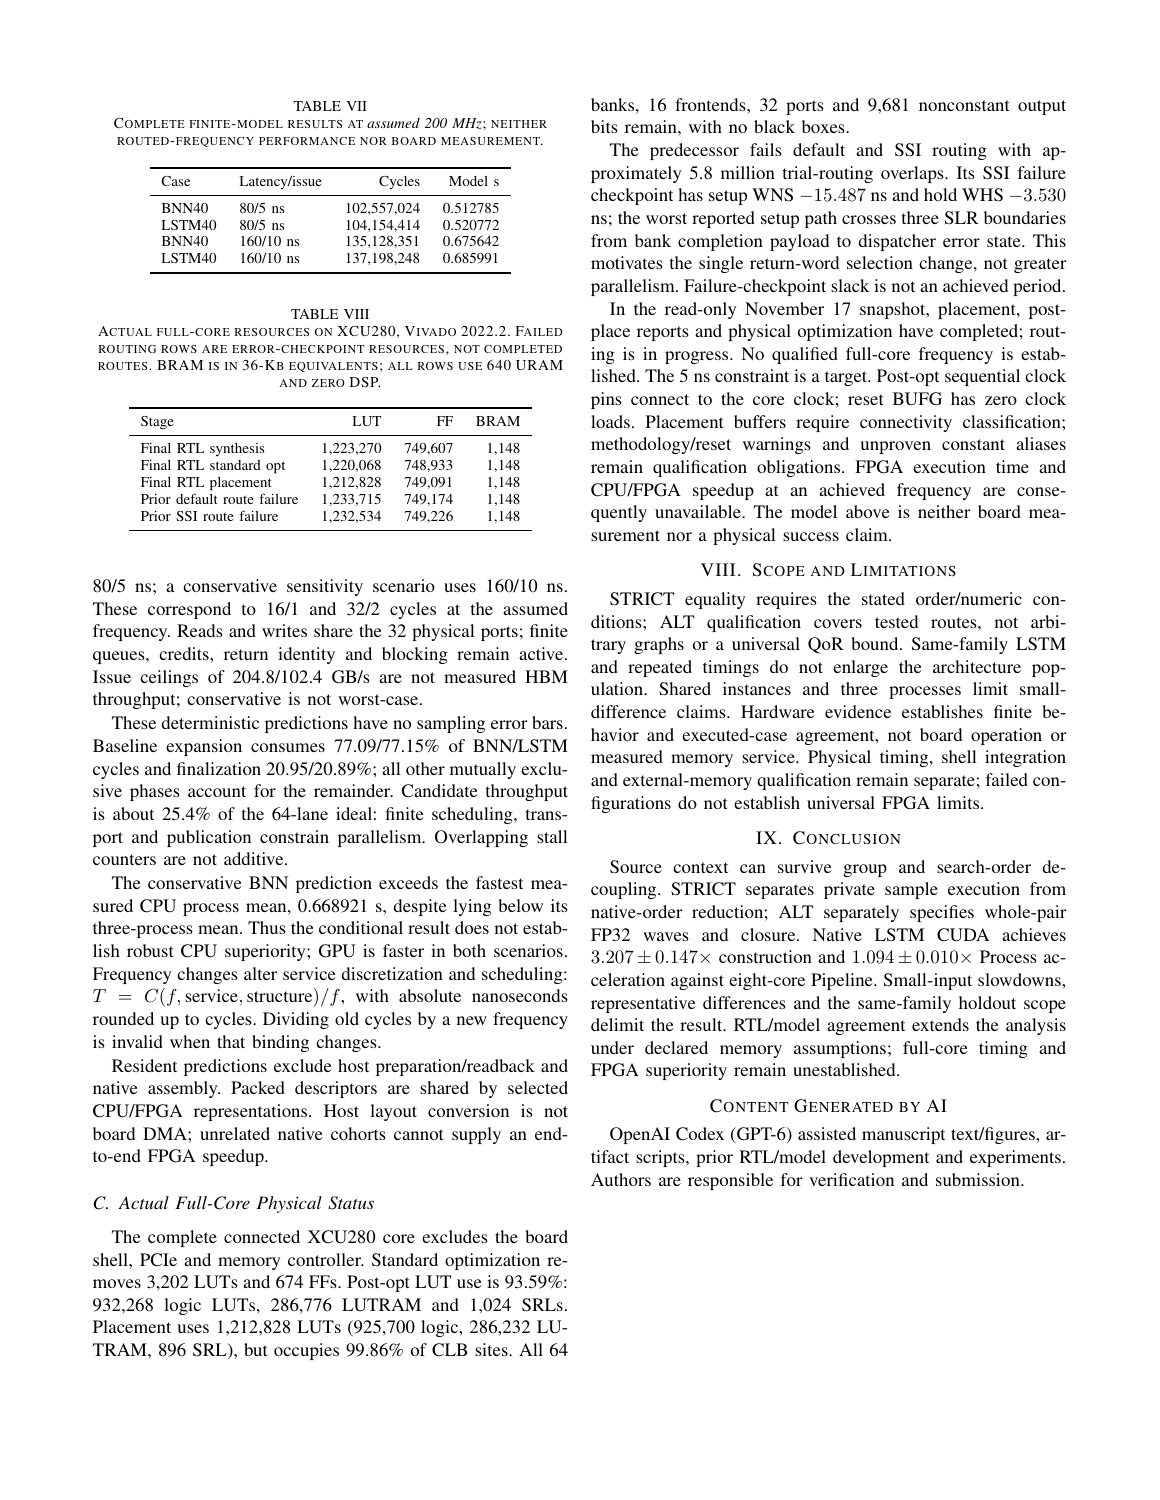 TABLE VII
COMPLETE FINITE-MODEL RESULTS AT assumed 200 MHz; NEITHER
ROUTED-FREQUENCY PERFORMANCE NOR BOARD MEASUREMENT.
Case Latency/issue Cycles Model s
BNN40 80/5 ns 102,557,024 0.512785
LSTM40 80/5 ns 104,154,414 0.520772
BNN40 160/10 ns 135,128,351 0.675642
LSTM40 160/10 ns 137,198,248 0.685991
TABLE VIII
ACTUAL FULL-CORE RESOURCES ON XCU280, VIVADO 2022.2. FAILED
ROUTING ROWS ARE ERROR-CHECKPOINT RESOURCES, NOT COMPLETED
ROUTES. BRAM IS IN 36-KB EQUIVALENTS; ALL ROWS USE 640 URAM
AND ZERO DSP.
Stage LUT FF BRAM
Final RTL synthesis 1,223,270 749,607 1,148
Final RTL standard opt 1,220,068 748,933 1,148
Final RTL placement 1,212,828 749,091 1,148
Prior default route failure 1,233,715 749,174 1,148
Prior SSI route failure 1,232,534 749,226 1,148
80/5 ns; a conservative sensitivity scenario uses 160/10 ns.
These correspond to 16/1 and 32/2 cycles at the assumed
frequency. Reads and writes share the 32 physical ports; finite
queues, credits, return identity and blocking remain active.
Issue ceilings of 204.8/102.4 GB/s are not measured HBM
throughput; conservative is not worst-case.
These deterministic predictions have no sampling error bars.
Baseline expansion consumes 77.09/77.15% of BNN/LSTM
cycles and finalization 20.95/20.89%; all other mutually exclu-
sive phases account for the remainder. Candidate throughput
is about 25.4% of the 64-lane ideal: finite scheduling, trans-
port and publication constrain parallelism. Overlapping stall
counters are not additive.
The conservative BNN prediction exceeds the fastest mea-
sured CPU process mean, 0.668921 s, despite lying below its
three-process mean. Thus the conditional result does not estab-
lish robust CPU superiority; GPU is faster in both scenarios.
Frequency changes alter service discretization and scheduling:
T = C(f, service, structure)/f, with absolute nanoseconds
rounded up to cycles. Dividing old cycles by a new frequency
is invalid when that binding changes.
Resident predictions exclude host preparation/readback and
native assembly. Packed descriptors are shared by selected
CPU/FPGA representations. Host layout conversion is not
board DMA; unrelated native cohorts cannot supply an end-
to-end FPGA speedup.
C. Actual Full-Core Physical Status
The complete connected XCU280 core excludes the board
shell, PCIe and memory controller. Standard optimization re-
moves 3,202 LUTs and 674 FFs. Post-opt LUT use is 93.59%:
932,268 logic LUTs, 286,776 LUTRAM and 1,024 SRLs.
Placement uses 1,212,828 LUTs (925,700 logic, 286,232 LU-
TRAM, 896 SRL), but occupies 99.86% of CLB sites. All 64
banks, 16 frontends, 32 ports and 9,681 nonconstant output
bits remain, with no black boxes.
The predecessor fails default and SSI routing with ap-
proximately 5.8 million trial-routing overlaps. Its SSI failure
checkpoint has setup WNS −15.487 ns and hold WHS −3.530
ns; the worst reported setup path crosses three SLR boundaries
from bank completion payload to dispatcher error state. This
motivates the single return-word selection change, not greater
parallelism. Failure-checkpoint slack is not an achieved period.
In the read-only November 17 snapshot, placement, post-
place reports and physical optimization have completed; rout-
ing is in progress. No qualified full-core frequency is estab-
lished. The 5 ns constraint is a target. Post-opt sequential clock
pins connect to the core clock; reset BUFG has zero clock
loads. Placement buffers require connectivity classification;
methodology/reset warnings and unproven constant aliases
remain qualification obligations. FPGA execution time and
CPU/FPGA speedup at an achieved frequency are conse-
quently unavailable. The model above is neither board mea-
surement nor a physical success claim.
VIII. SCOPE AND LIMITATIONS
STRICT equality requires the stated order/numeric con-
ditions; ALT qualification covers tested routes, not arbi-
trary graphs or a universal QoR bound. Same-family LSTM
and repeated timings do not enlarge the architecture pop-
ulation. Shared instances and three processes limit small-
difference claims. Hardware evidence establishes finite be-
havior and executed-case agreement, not board operation or
measured memory service. Physical timing, shell integration
and external-memory qualification remain separate; failed con-
figurations do not establish universal FPGA limits.
IX. CONCLUSION
Source context can survive group and search-order de-
coupling. STRICT separates private sample execution from
native-order reduction; ALT separately specifies whole-pair
FP32 waves and closure. Native LSTM CUDA achieves
3.207 ± 0.147× construction and 1.094 ± 0.010× Process ac-
celeration against eight-core Pipeline. Small-input slowdowns,
representative differences and the same-family holdout scope
delimit the result. RTL/model agreement extends the analysis
under declared memory assumptions; full-core timing and
FPGA superiority remain unestablished.
CONTENT GENERATED BY AI
OpenAI Codex (GPT-6) assisted manuscript text/figures, ar-
tifact scripts, prior RTL/model development and experiments.
Authors are responsible for verification and submission.